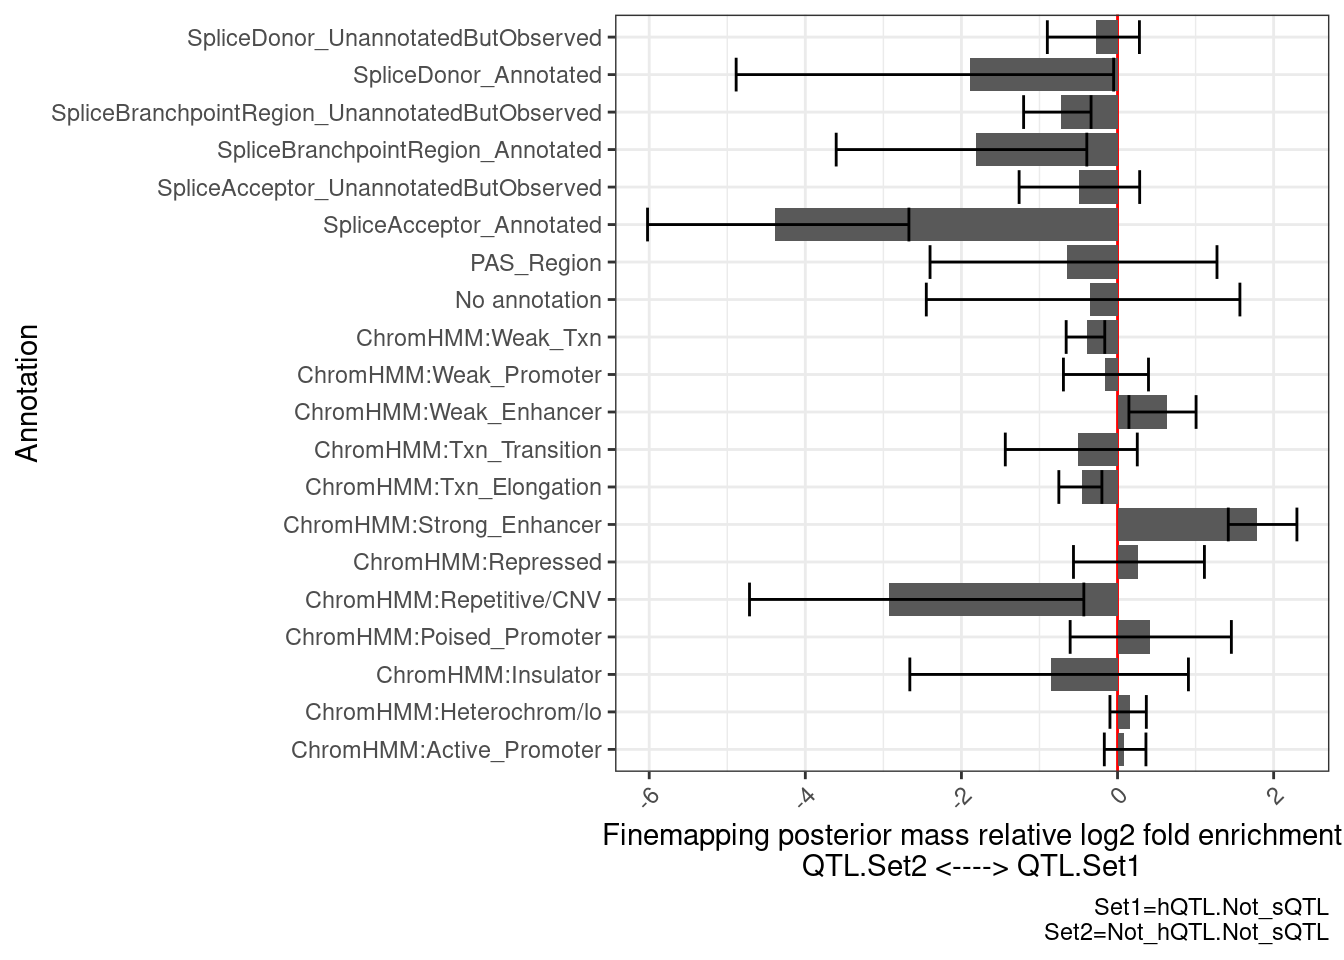 SpliceDonor_UnannotatedButObserved
SpliceDonor_Annotated
SpliceBranchpointRegion_UnannotatedButObserved
SpliceBranchpointRegion_Annotated
SpliceAcceptor_UnannotatedButObserved
SpliceAcceptor_Annotated
PAS_Region
No annotation
ChromHMM:Weak_Txn
ChromHMM:Weak_Promoter
ChromHMM:Weak_Enhancer
ChromHMM:Txn_Transition
ChromHMM:Txn_Elongation
ChromHMM:Strong_Enhancer
ChromHMM:Repressed
ChromHMM:Repetitive/CNV
ChromHMM:Poised_Promoter
ChromHMM:Insulator
ChromHMM:Heterochrom/lo
ChromHMM:Active_Promoter
Annotation
-6 -4 -2 0 2
Finemapping posterior mass relative log2 fold enrichment
QTL.Set2 <----> QTL.Set1
Set1=hQTL.Not_sQTL
Set2=Not_hQTL.Not_sQTL